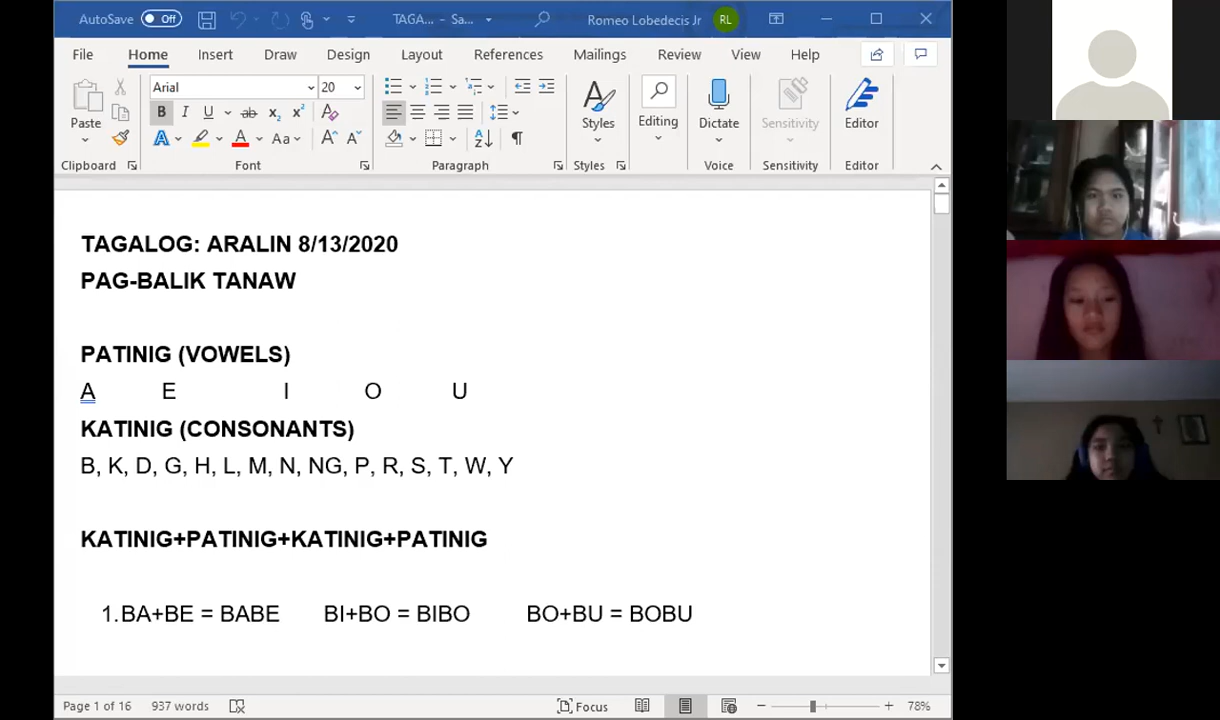 AutoSave Off TAGA... - Sa... Romeo Lobedecis Jr RL
File Home Insert Draw Design Layout References Mailings Review View Help
Arial 20
Paste Styles Editing Dictate Sensitivity Editor
Clipboard Font Paragraph Styles Voice Sensitivity Editor
TAGALOG: ARALIN 8/13/2020
PAG-BALIK TANAW
PATINIG (VOWELS)
A E I O U
KATINIG (CONSONANTS)
B, K, D, G, H, L, M, N, NG, P, R, S, T, W, Y
KATINIG+PATINIG+KATINIG+PATINIG
1. BA+BE = BABE BI+BO = BIBO BO+BU = BOBU
Page 1 of 16 937 words Focus 78%